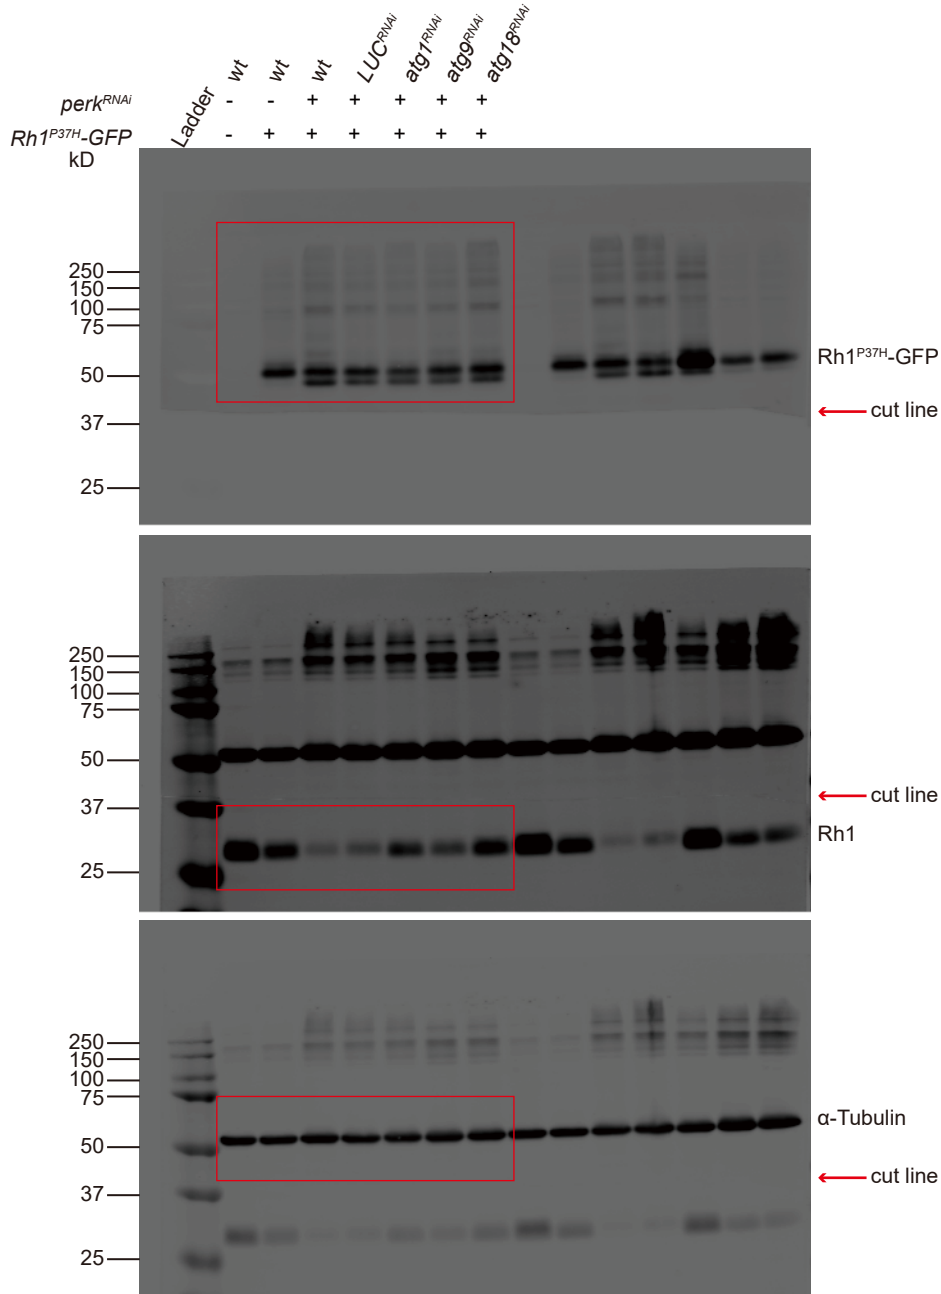 wt wt wt LUCᴿᴺᴬⁱ atg1ᴿᴺᴬⁱ atg9ᴿᴺᴬⁱ atg18ᴿᴺᴬⁱ
perkᴿᴺᴬⁱ - - + + + + +
Ladder
Rh1ᴾ³⁷ᴴ-GFP - + + + + + +
kD
250
150
100
75
50
37
25
Rh1ᴾ³⁷ᴴ-GFP
cut line
250
150
100
75
50
37
25
cut line
Rh1
250
150
100
75
50
37
25
α-Tubulin
cut line